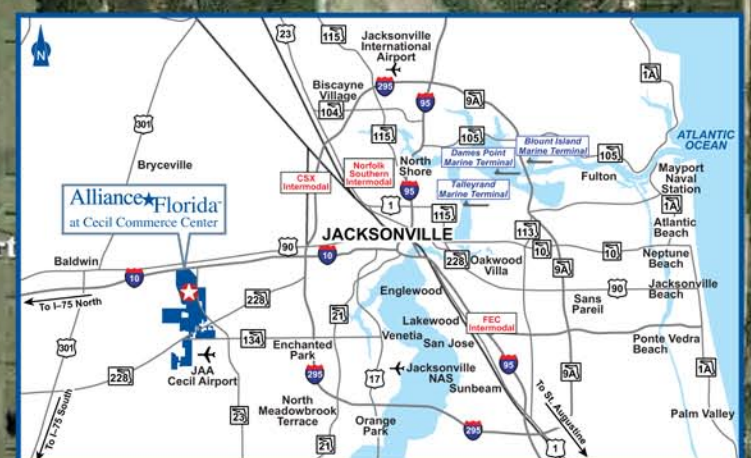 N
23
115
Jacksonville
International
Airport
295
Biscayne
Village
104
95
9A
1A
301
115
105
ATLANTIC
OCEAN
Bryceville
CSX
Intermodal
Norfolk
Southern
Intermodal
North
Shore
95
Dames Point
Marine Terminal
Blount Island
Marine Terminal
105
Fulton
Mayport
Naval
Station
Talleyrand
Marine Terminal
Alliance Florida
at Cecil Commerce Center
1
115
1A
Atlantic
Beach
JACKSONVILLE
113
90
10
228
Oakwood
Villa
10
9A
10
Neptune
Beach
Baldwin
10
Englewood
90
Jacksonville
Beach
To I-75 North
228
21
Sans
Pareil
Lakewood
FEC
Intermodal
134
Enchanted
Park
Venetia
San Jose
Ponte Vedra
Beach
301
JAA
Cecil Airport
228
295
17
Jacksonville
NAS
95
Sunbeam
9A
1A
To I-75 South
23
North
Meadowbrook
Terrace
21
Orange
Park
295
To St. Augustine
1
Palm Valley